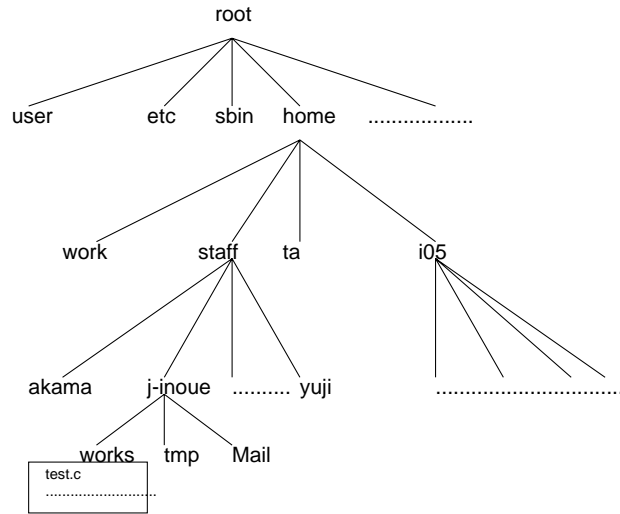 root
user etc sbin home ..................
work staff ta i05
akama j-inoue .......... yuji ................................
works tmp Mail
test.c
............................